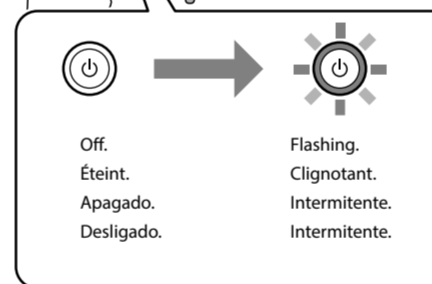 Off.
Éteint.
Apagado.
Desligado.
Flashing.
Clignotant.
Intermitente.
Intermitente.